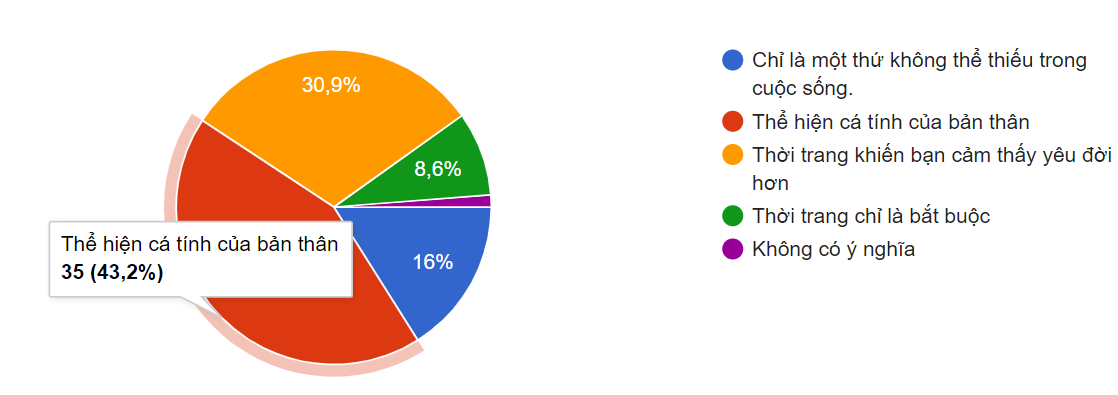 30,9%
8,6%
16%
Thể hiện cá tính của bản thân
35 (43,2%)
Chỉ là một thứ không thể thiếu trong
cuộc sống.
Thể hiện cá tính của bản thân
Thời trang khiến bạn cảm thấy yêu đời
hơn
Thời trang chỉ là bắt buộc
Không có ý nghĩa